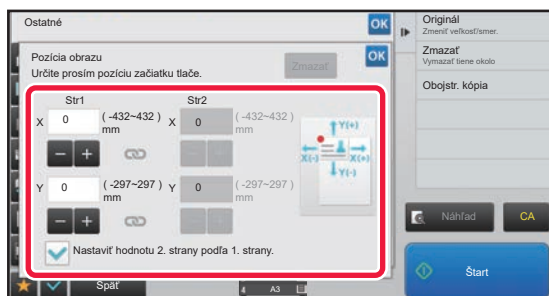 Ostatné
OK
Pozícia obrazu
Určite prosím pozíciu začiatku tlače.
Zmazať
OK
Str1
Str2
X 0 ( -432~432 ) mm
X 0 ( -432~432 ) mm
- +
- +
Y 0 ( -297~297 ) mm
Y 0 ( -297~297 ) mm
- +
- +
Y(+)
X(-) X(+)
Y(-)
Nastaviť hodnotu 2. strany podľa 1. strany.
Späť
4 A3
Originál
Zmeniť veľkosť/smer.
Zmazať
Vymazať tiene okolo
Obojstr. kópia
Náhľad
CA
Štart